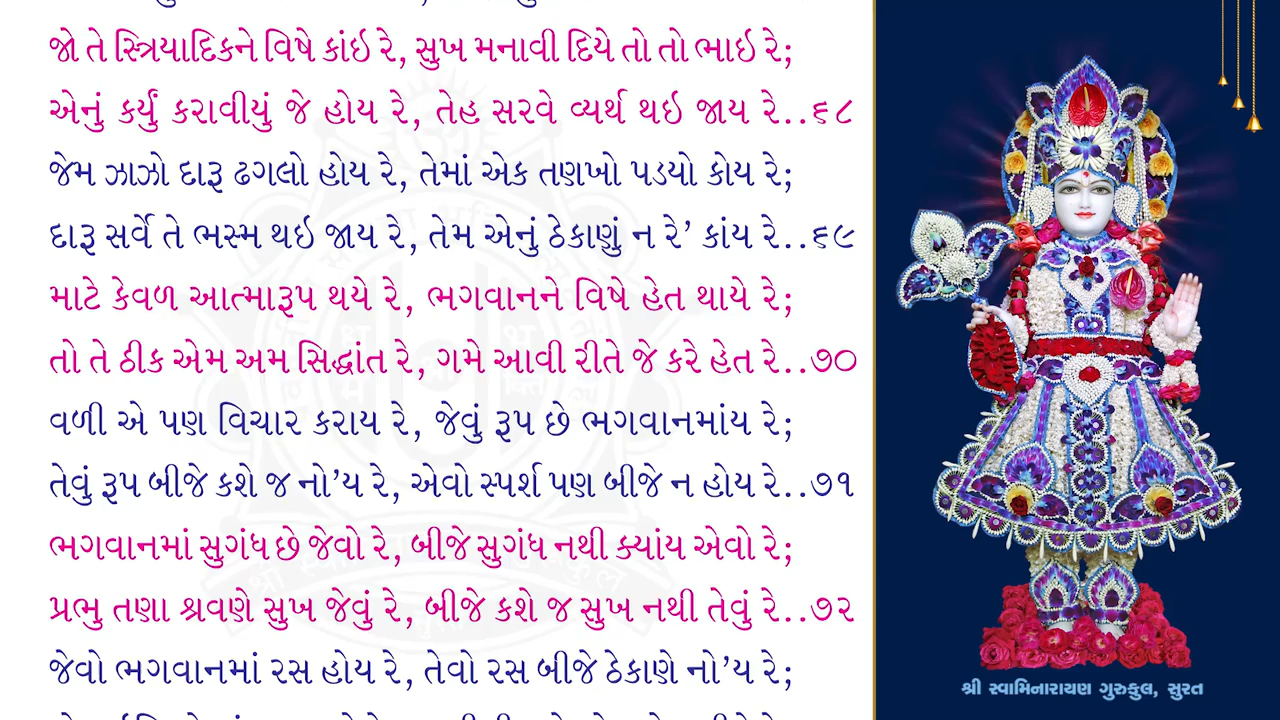 જો તે સ્ત્રિયાદિકને વિષે કાંઇ રે, સુખ મનાવી દિયે તો તો ભાઇ રે;
એનું કર્યું કરાવીયું જે હોય રે, તેહ સરવે વ્યર્થ થઇ જાય રે..૬૮
જેમ ઝાઝો દારૂ ઢગલો હોય રે, તેમાં એક તણખો પડયો કોય રે;
દારૂ સર્વે તે ભસ્મ થઇ જાય રે, તેમ એનું ઠેકાણું ન રે’ કાંય રે..૬૯
માટે કેવળ આત્મારૂપ થયે રે, ભગવાનને વિષે હેત થાયે રે;
તો તે ઠીક એમ અમ સિદ્ધાંત રે, ગમે આવી રીતે જે કરે હેત રે..૭૦
વળી એ પણ વિચાર કરાય રે, જેવું રૂપ છે ભગવાનમાંય રે;
તેવું રૂપ બીજે કશે જ નો’ય રે, એવો સ્પર્શ પણ બીજે ન હોય રે..૭૧
ભગવાનમાં સુગંધ છે જેવો રે, બીજે સુગંધ નથી ક્યાંય એવો રે;
પ્રભુ તણા શ્રવણે સુખ જેવું રે, બીજે કશે જ સુખ નથી તેવું રે..૭૨
જેવો ભગવાનમાં રસ હોય રે, તેવો રસ બીજે ઠેકાણે નો’ય રે;
શ્રી સ્વામિનારાયણ ગુરુકુલ, સુરત